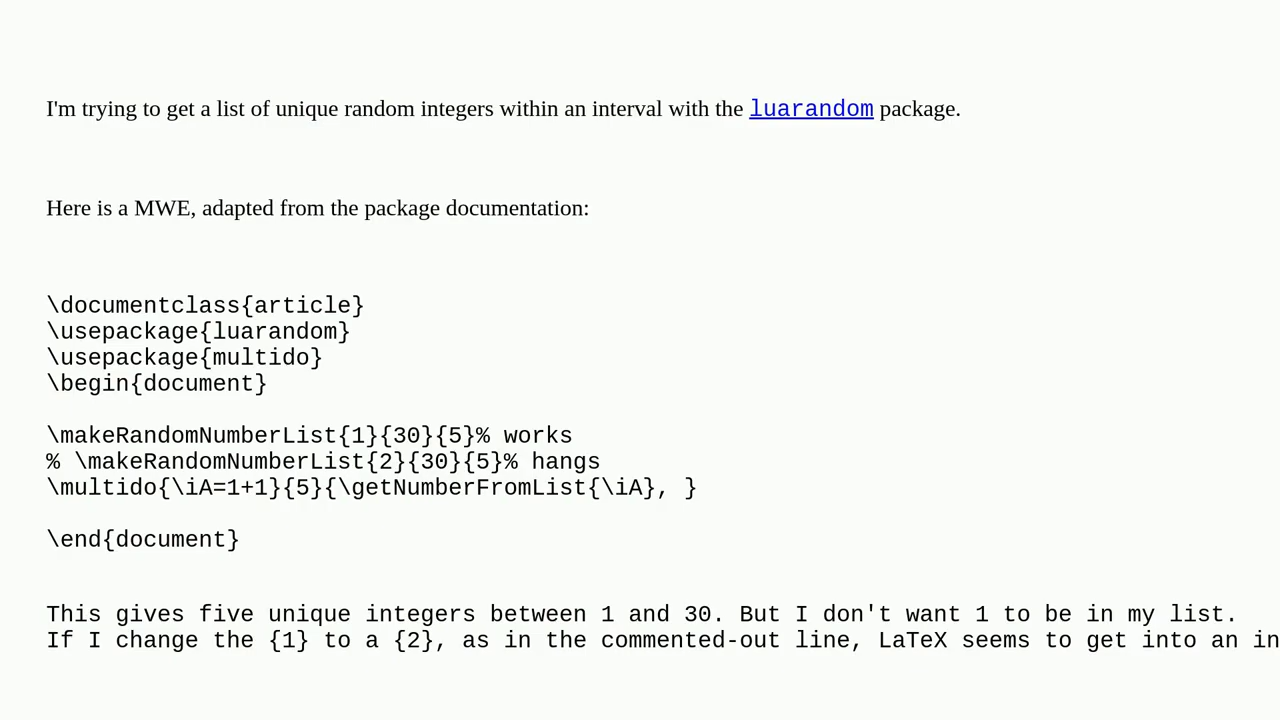 I'm trying to get a list of unique random integers within an interval with the luarandom package.
Here is a MWE, adapted from the package documentation:
\documentclass{article}
\usepackage{luarandom}
\usepackage{multido}
\begin{document}
\makeRandomNumberList{1}{30}{5}% works
% \makeRandomNumberList{2}{30}{5}% hangs
\multido{\iA=1+1}{5}{\getNumberFromList{\iA}, }
\end{document}
This gives five unique integers between 1 and 30. But I don't want 1 to be in my list.
If I change the {1} to a {2}, as in the commented-out line, LaTeX seems to get into an